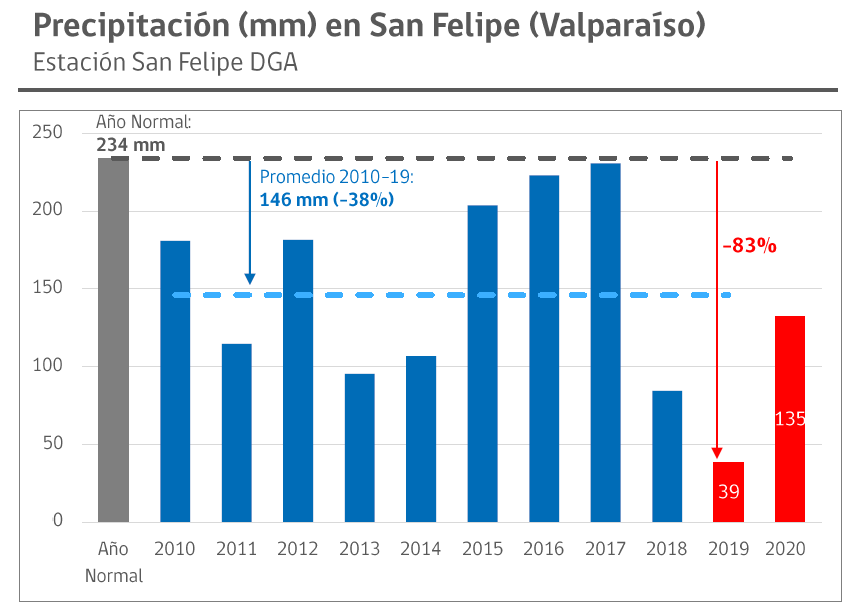 Precipitación (mm) en San Felipe (Valparaíso)
Estación San Felipe DGA
Año Normal:
234 mm
Promedio 2010-19:
146 mm (-38%)
-83%
250
200
150
100
50
0
39
135
Año Normal 2010 2011 2012 2013 2014 2015 2016 2017 2018 2019 2020